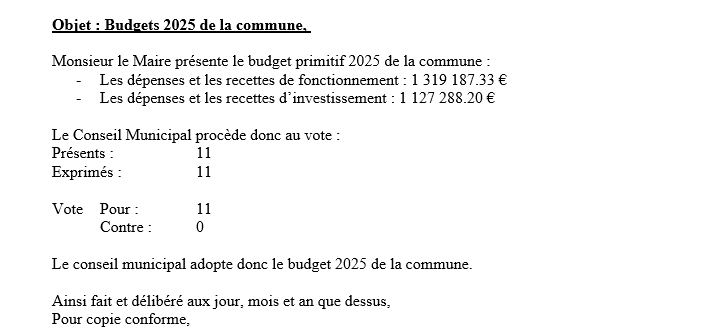 Objet : Budgets 2025 de la commune.
Monsieur le Maire présente le budget primitif 2025 de la commune :
- Les dépenses et les recettes de fonctionnement : 1 319 187.33 €
- Les dépenses et les recettes d'investissement : 1 127 288.20 €
Le Conseil Municipal procède donc au vote :
Présents : 11
Exprimés : 11
Vote Pour : 11
Contre : 0
Le conseil municipal adopte donc le budget 2025 de la commune.
Ainsi fait et délibéré aux jour, mois et an que dessus,
Pour copie conforme,